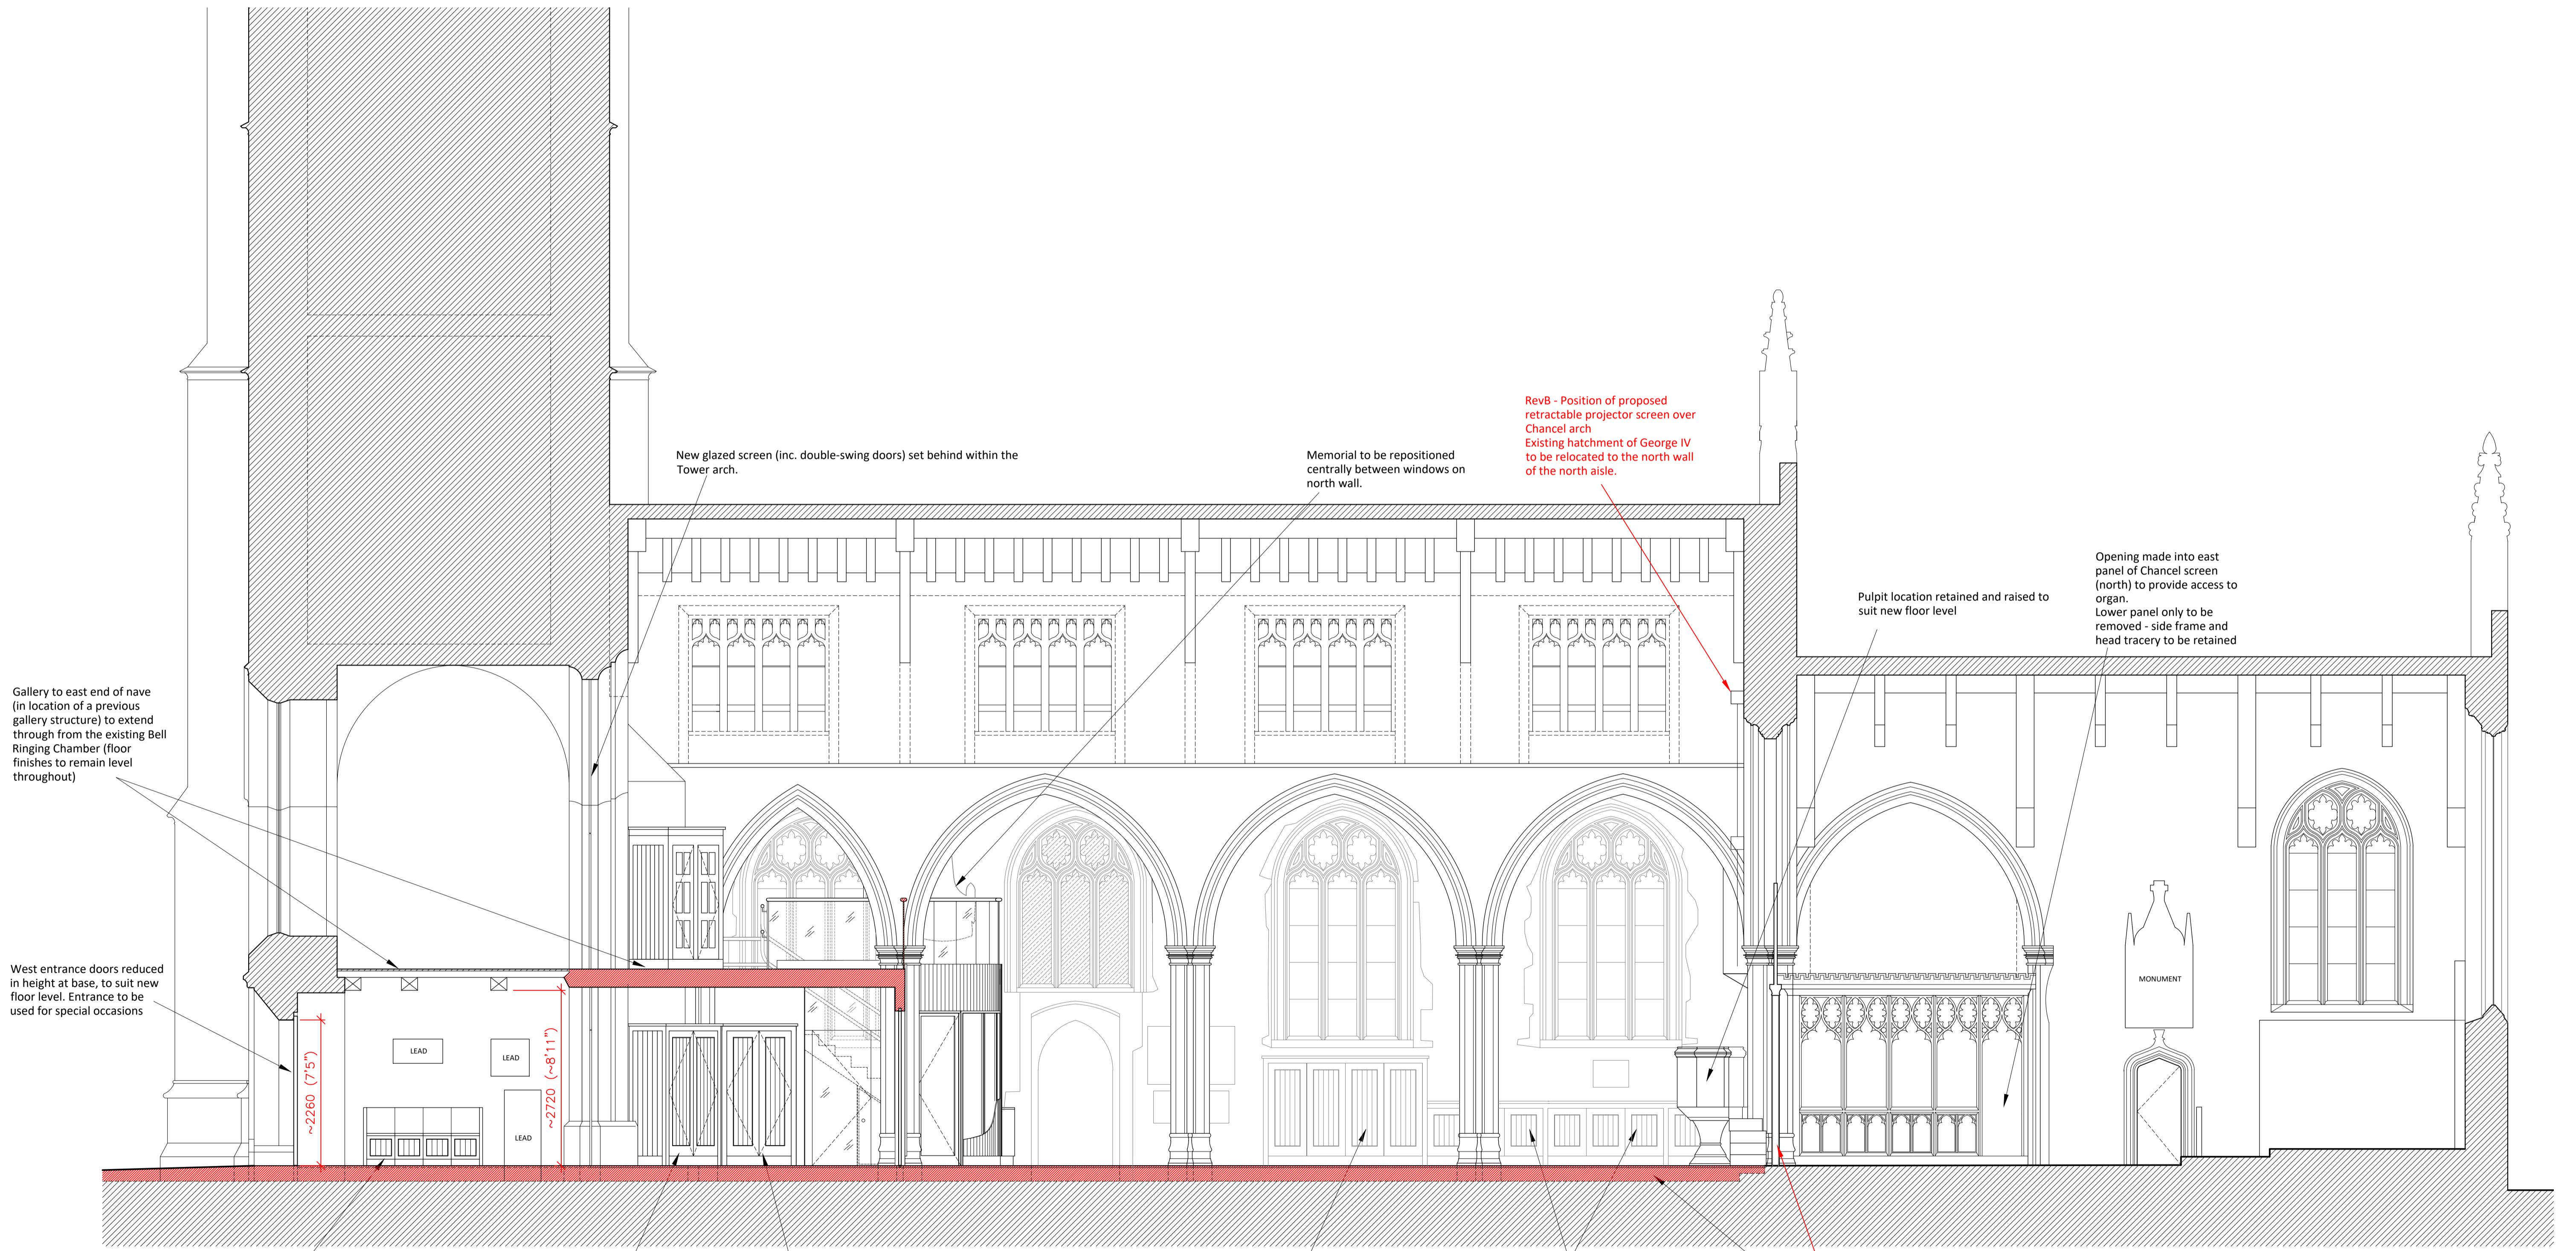 RevB - Position of proposed
retractable projector screen over
Chancel arch
Existing hatchment of George IV
to be relocated to the north wall
of the north aisle.
New glazed screen (inc. double-swing doors) set behind within the
Tower arch.
Memorial to be repositioned
centrally between windows on
north wall.
Opening made into east
panel of Chancel screen
(north) to provide access to
organ.
Lower panel only to be
removed - side frame and
head tracery to be retained
Pulpit location retained and raised to
suit new floor level
Gallery to east end of nave
(in location of a previous
gallery structure) to extend
through from the existing Bell
Ringing Chamber (floor
finishes to remain level
throughout)
West entrance doors reduced
in height at base, to suit new
floor level. Entrance to be
used for special occasions
MONUMENT
LEAD
LEAD
LEAD
~2260 (7'5")
~2720 (~8'11")